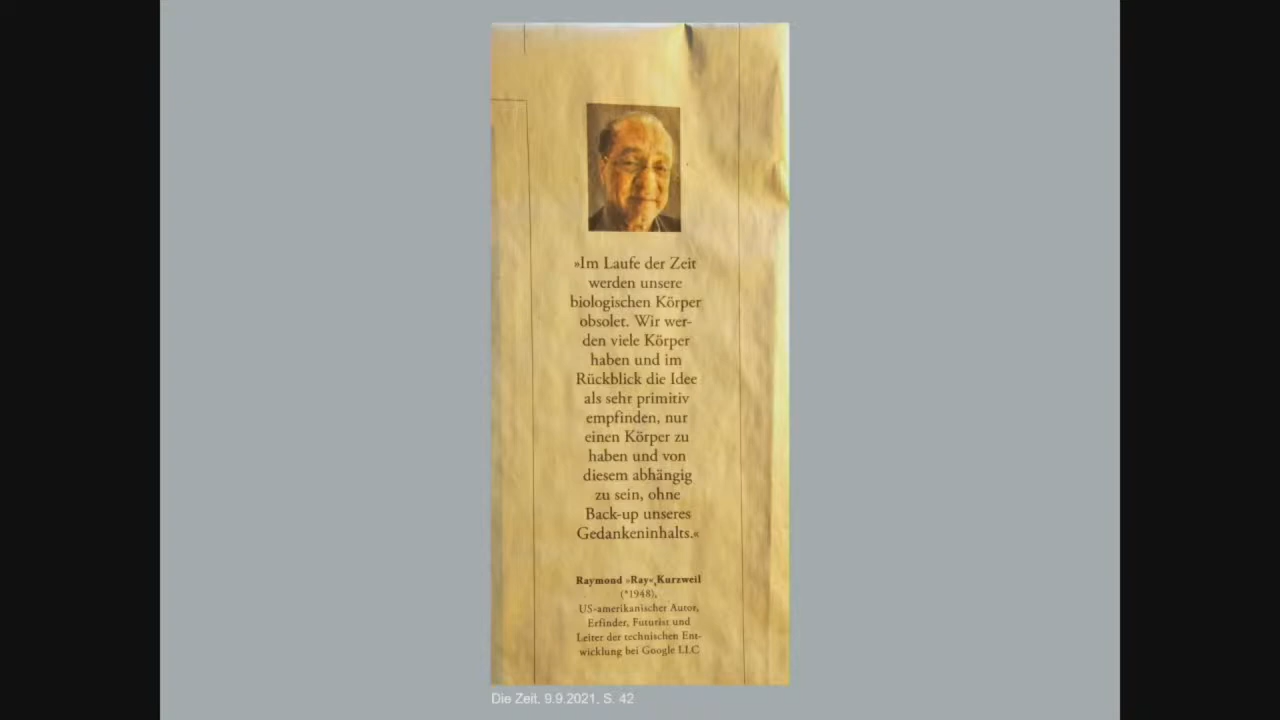 »Im Laufe der Zeit
werden unsere
biologischen Körper
obsolet. Wir wer-
den viele Körper
haben und im
Rückblick die Idee
als sehr primitiv
empfinden, nur
einen Körper zu
haben und von
diesem abhängig
zu sein, ohne
Back-up unseres
Gedankeninhalts.«
Raymond »Ray« Kurzweil
(*1948),
US-amerikanischer Autor,
Erfinder, Futurist und
Leiter der technischen Ent-
wicklung bei Google LLC
Die Zeit, 9.9.2021, S. 42